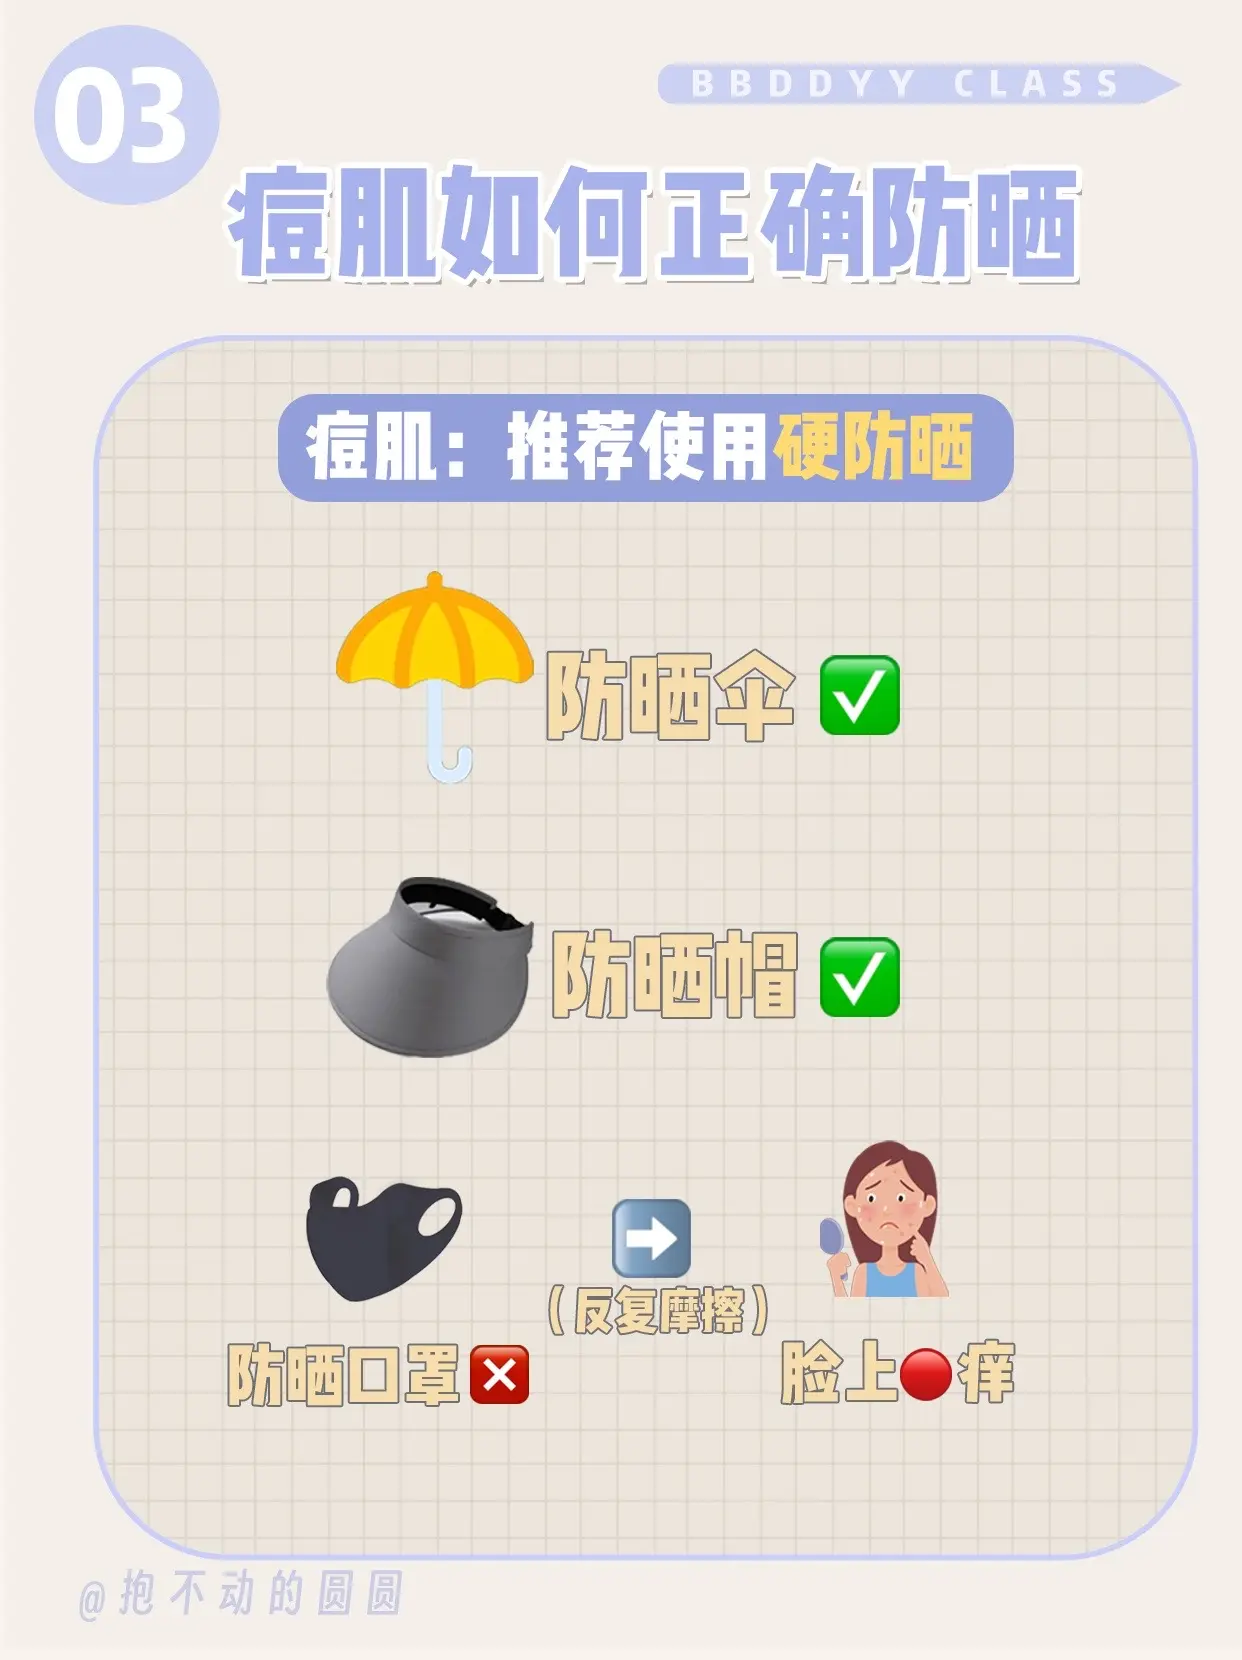 03
BBDDYY CLASS
痘肌如何正确防晒
痘肌：推荐使用硬防晒
防晒伞
防晒帽
（反复摩擦）
防晒口罩
脸上🔴痒
@抱不动的圆圆